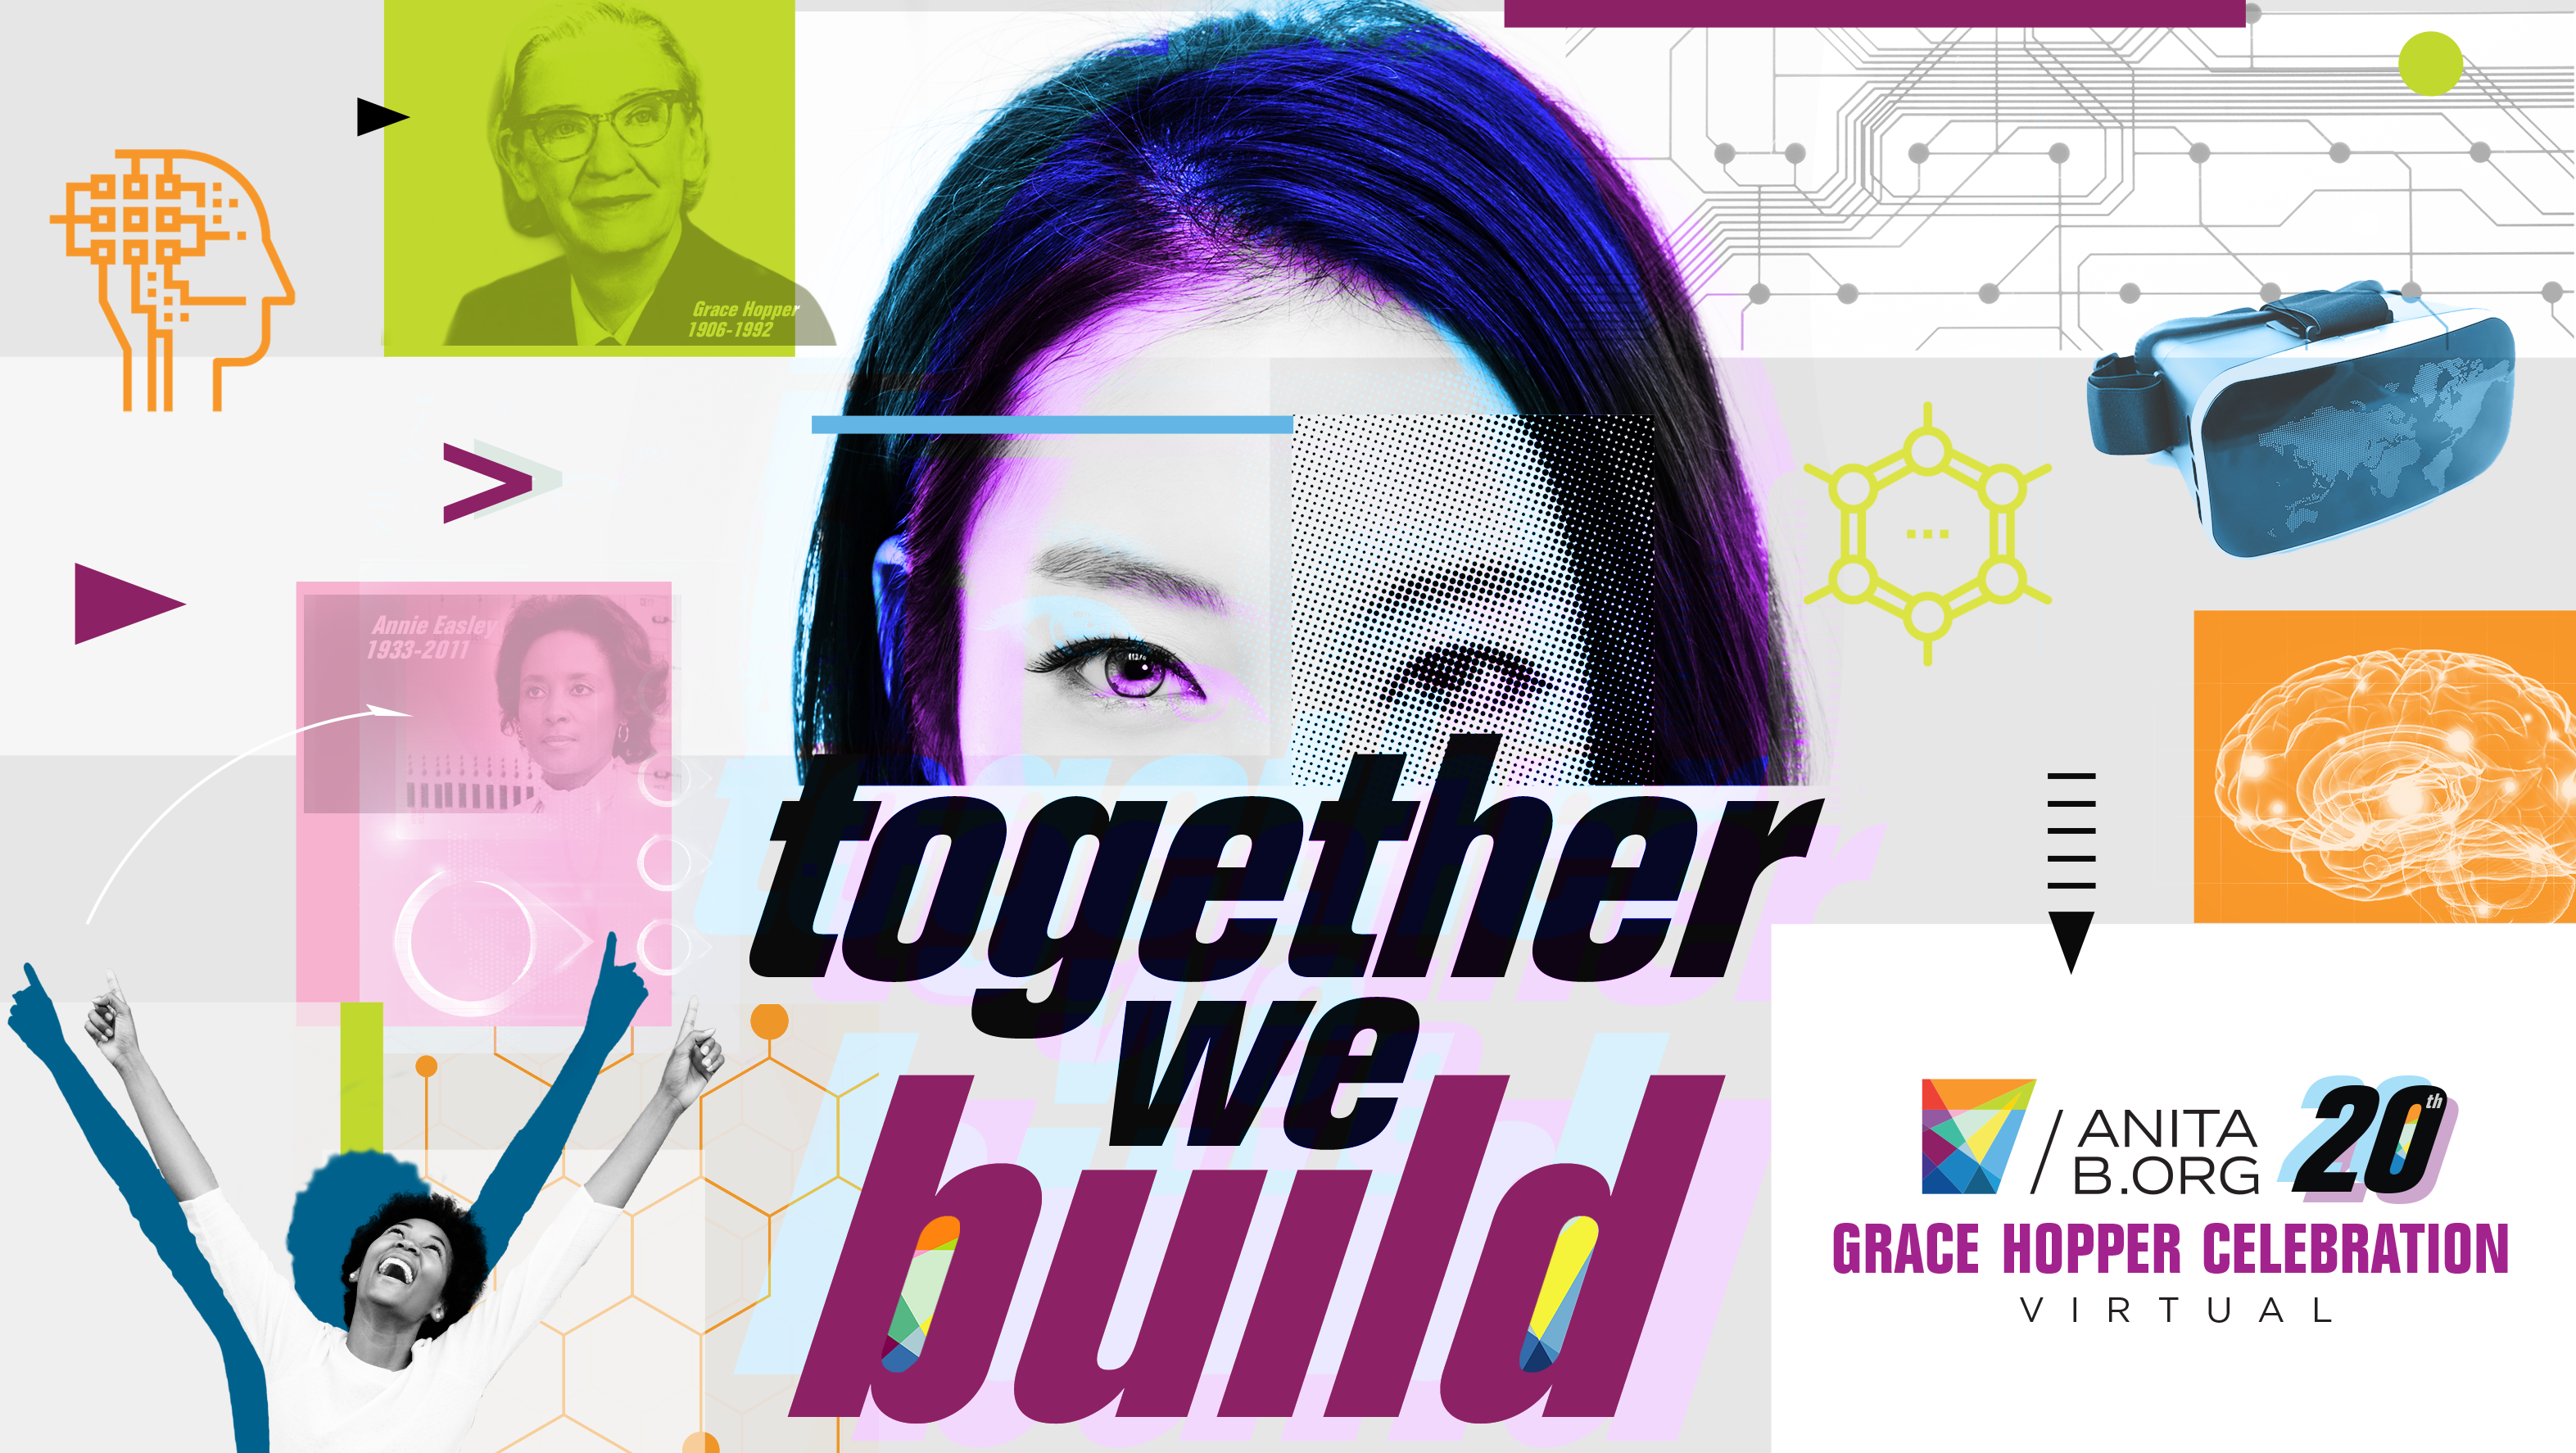 Grace Hopper
1906-1992
Annie Easley
1933-2011
together
we
build
ANITA
B.ORG
20th
GRACE HOPPER CELEBRATION
VIRTUAL